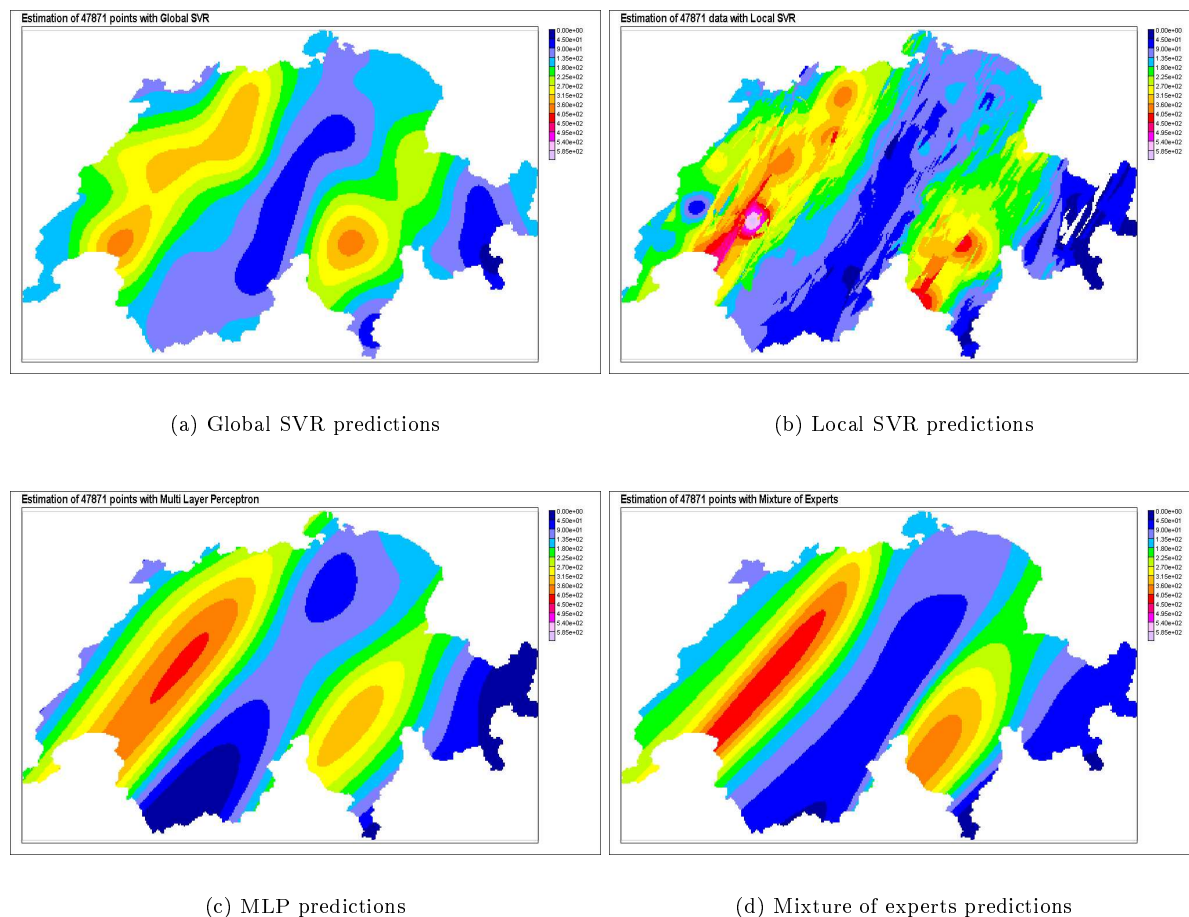 Estimation of 47871 points with Global SVR
0.00e+00
4.50e+01
9.00e+01
1.35e+02
1.80e+02
2.25e+02
2.70e+02
3.15e+02
3.60e+02
4.05e+02
4.50e+02
4.95e+02
5.40e+02
5.85e+02
Estimation of 47871 data with Local SVR
0.00e+00
4.50e+01
9.00e+01
1.35e+02
1.80e+02
2.25e+02
2.70e+02
3.15e+02
3.60e+02
4.05e+02
4.50e+02
4.95e+02
5.40e+02
5.85e+02
(a) Global SVR predictions
(b) Local SVR predictions
Estimation of 47871 points with Multi Layer Perceptron
0.00e+00
4.50e+01
9.00e+01
1.35e+02
1.80e+02
2.25e+02
2.70e+02
3.15e+02
3.60e+02
4.05e+02
4.50e+02
4.95e+02
5.40e+02
5.85e+02
Estimation of 47871 points with Mixture of Experts
0.00e+00
4.50e+01
9.00e+01
1.35e+02
1.80e+02
2.25e+02
2.70e+02
3.15e+02
3.60e+02
4.05e+02
4.50e+02
4.95e+02
5.40e+02
5.85e+02
(c) MLP predictions
(d) Mixture of experts predictions